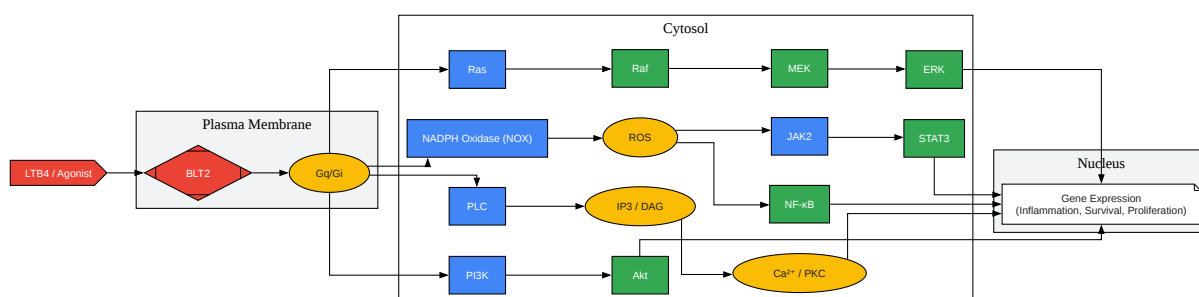 Cytosol
Ras
Raf
MEK
ERK
Plasma Membrane
NADPH Oxidase (NOX)
ROS
JAK2
STAT3
Nucleus
LTB4 / Agonist
BLT2
Gq/Gi
PLC
IP3 / DAG
NF-κB
Gene Expression
(Inflammation, Survival, Proliferation)
PI3K
Akt
Ca²⁺ / PKC